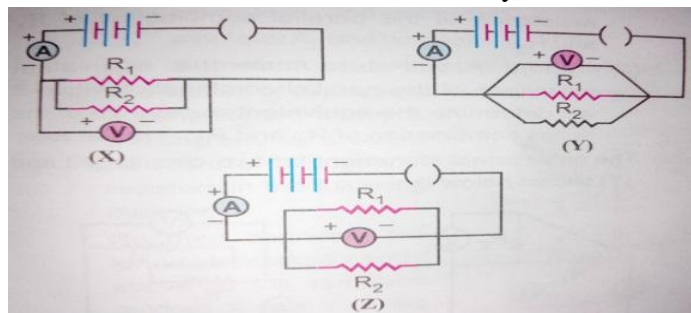 + − ( )
+ A −
R1
R2
+ V −
(X)
+ − ( )
+ A −
+ V −
R1
R2
(Y)
+ − ( )
+ A −
R1
+ V −
R2
(Z)